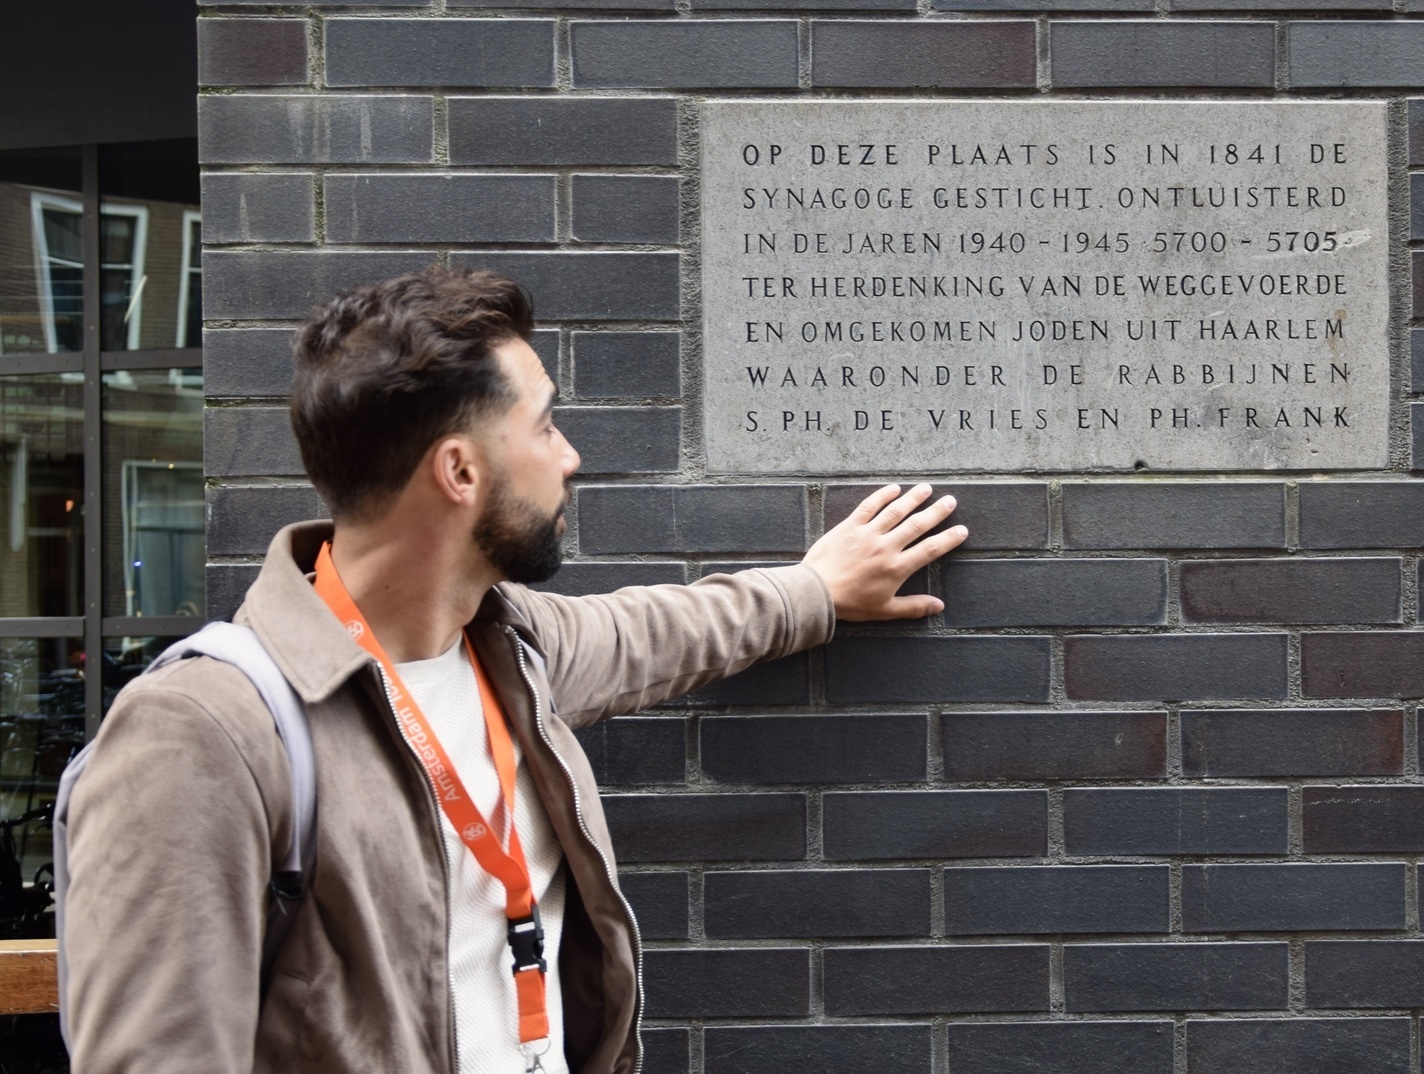 OP DEZE PLAATS IS IN 1841 DE
SYNAGOGE GESTICHT. ONTLUISTERD
IN DE JAREN 1940 - 1945 5700 - 5705
TER HERDENKING VAN DE WEGGEVOERDE
EN OMGEKOMEN JODEN UIT HAARLEM
WAARONDER DE RABBIJNEN
S. PH. DE VRIES EN PH. FRANK
Amsterdam